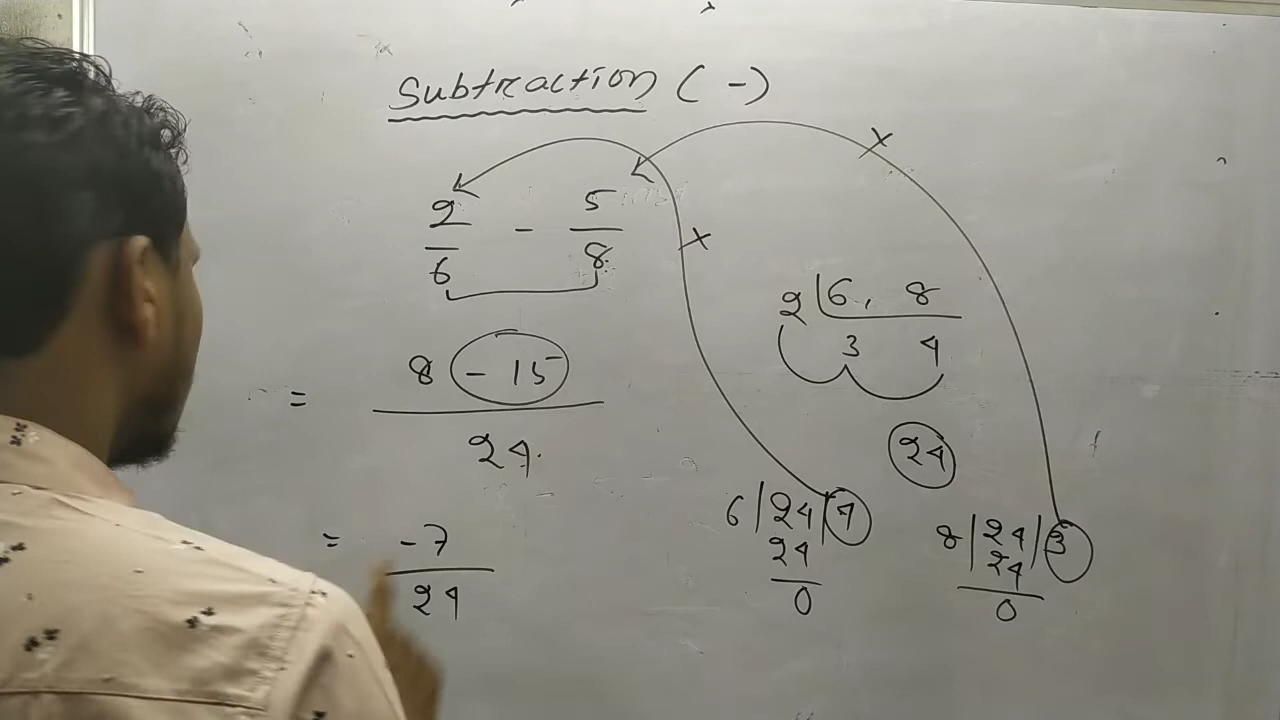 Subtraction (-)
2/6 - 5/8
2 | 6, 8
3 4
24
= 8 - 15 / 24
6 | 24 | 4
24
0
8 | 24 | 3
24
0
= -7 / 24